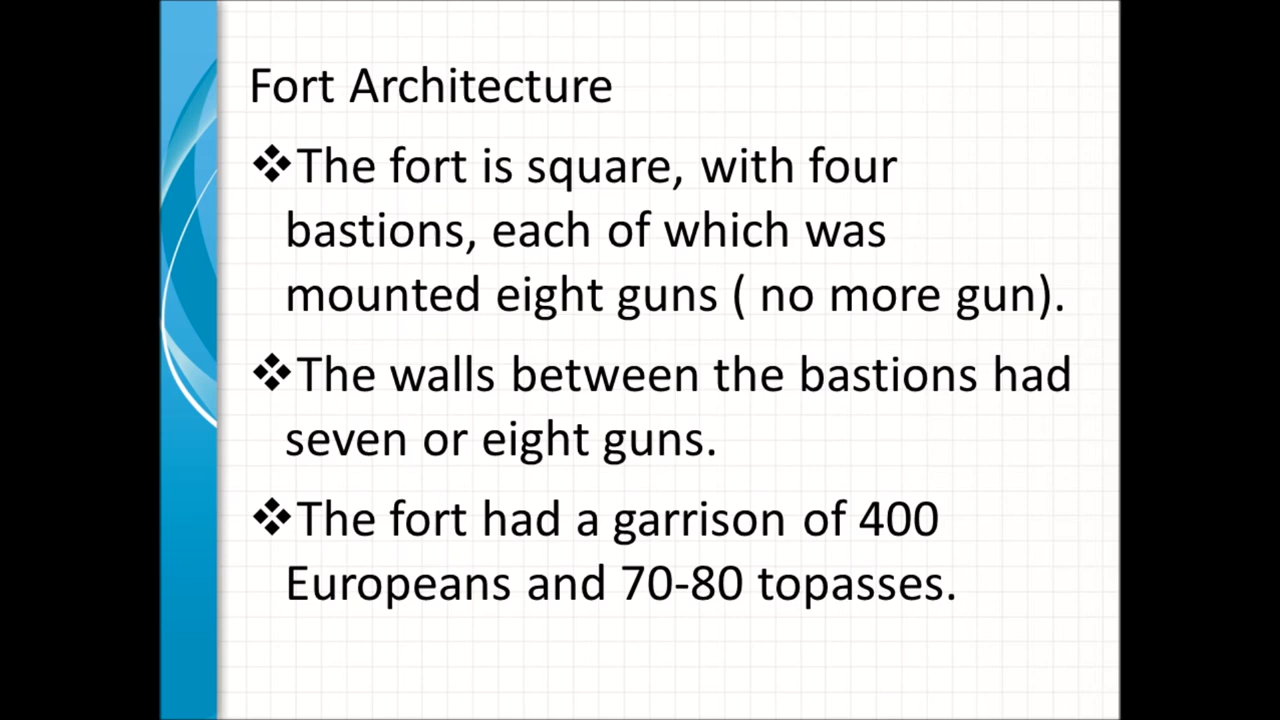 Fort Architecture
❖The fort is square, with four
bastions, each of which was
mounted eight guns ( no more gun).
❖The walls between the bastions had
seven or eight guns.
❖The fort had a garrison of 400
Europeans and 70-80 topasses.